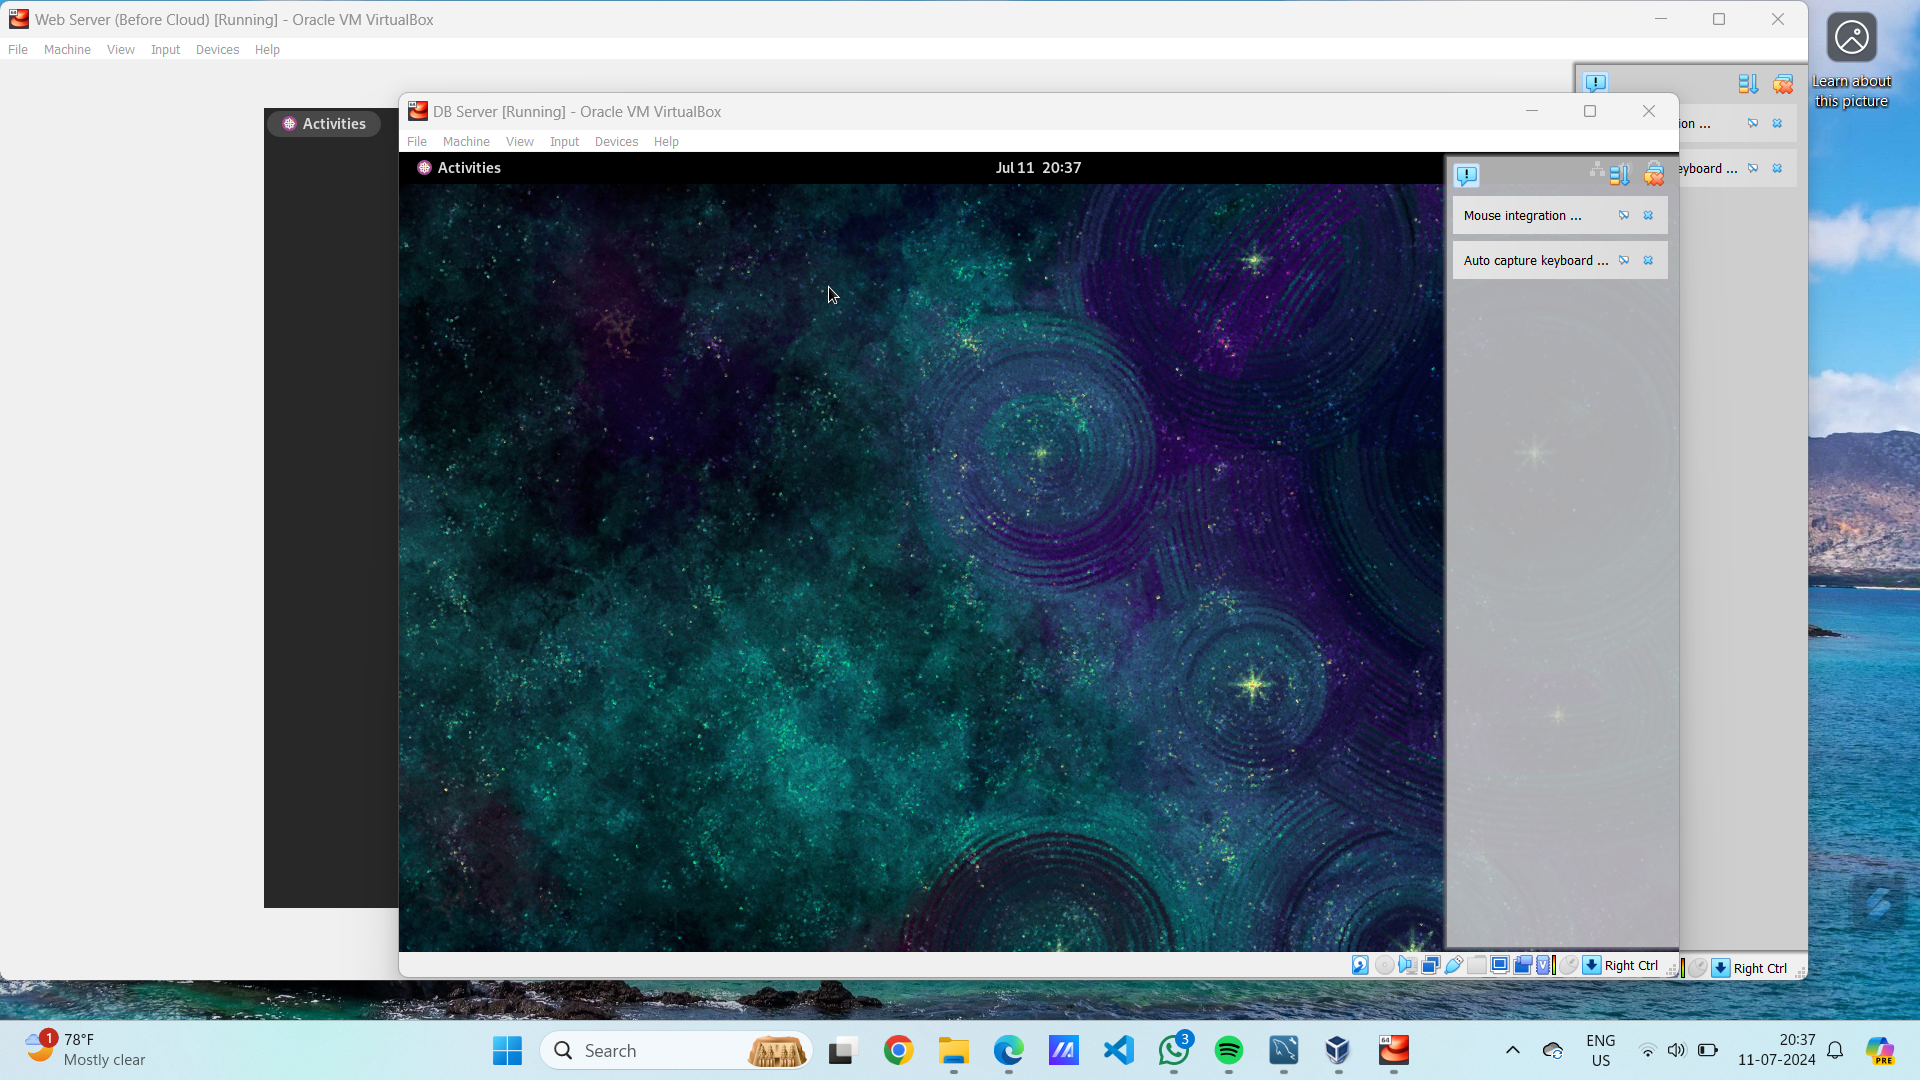 Web Server (Before Cloud) [Running] - Oracle VM VirtualBox
File Machine View Input Devices Help
Learn about
this picture
Activities
ion ...
eyboard ...
DB Server [Running] - Oracle VM VirtualBox
File Machine View Input Devices Help
Activities
Jul 11 20:37
Mouse integration ...
Auto capture keyboard ...
Right Ctrl
Right Ctrl
1
78°F
Mostly clear
Search
3
64
ENG
US
20:37
11-07-2024
PRE